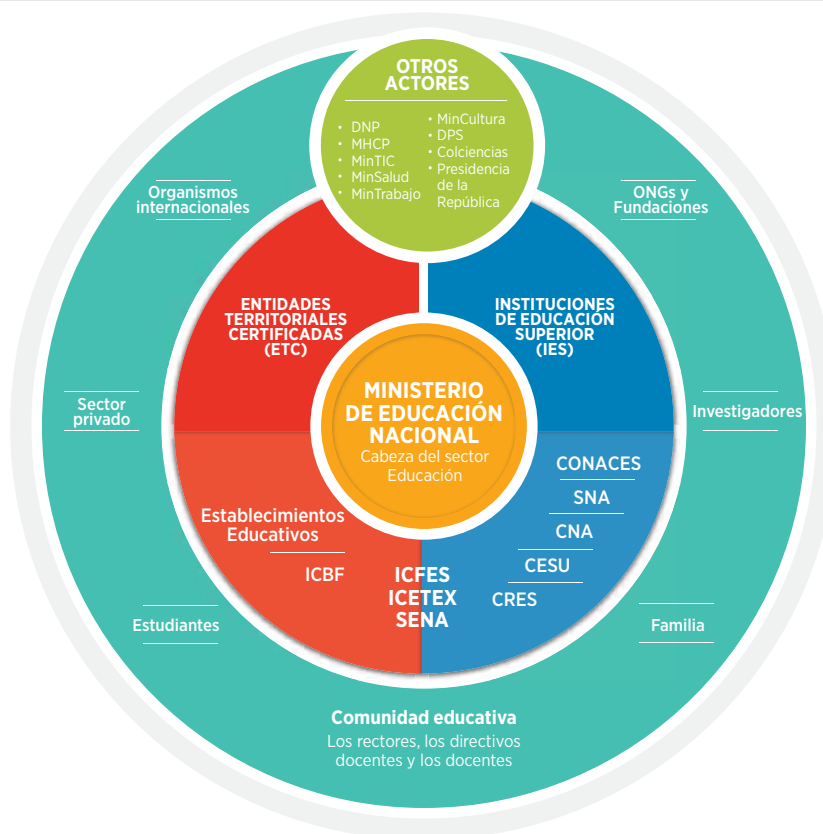 OTROS
ACTORES
• DNP
• MHCP
• MinTIC
• MinSalud
• MinTrabajo
• MinCultura
• DPS
• Colciencias
• Presidencia
de la
República
Organismos
internacionales
ONGs y
Fundaciones
ENTIDADES
TERRITORIALES
CERTIFICADAS
(ETC)
INSTITUCIONES
DE EDUCACIÓN
SUPERIOR
(IES)
MINISTERIO
DE EDUCACIÓN
NACIONAL
Cabeza del sector
Educación
Sector
privado
Investigadores
Establecimientos
Educativos
ICBF
ICFES
ICETEX
SENA
CONACES
SNA
CNA
CESU
CRES
Estudiantes
Familia
Comunidad educativa
Los rectores, los directivos
docentes y los docentes